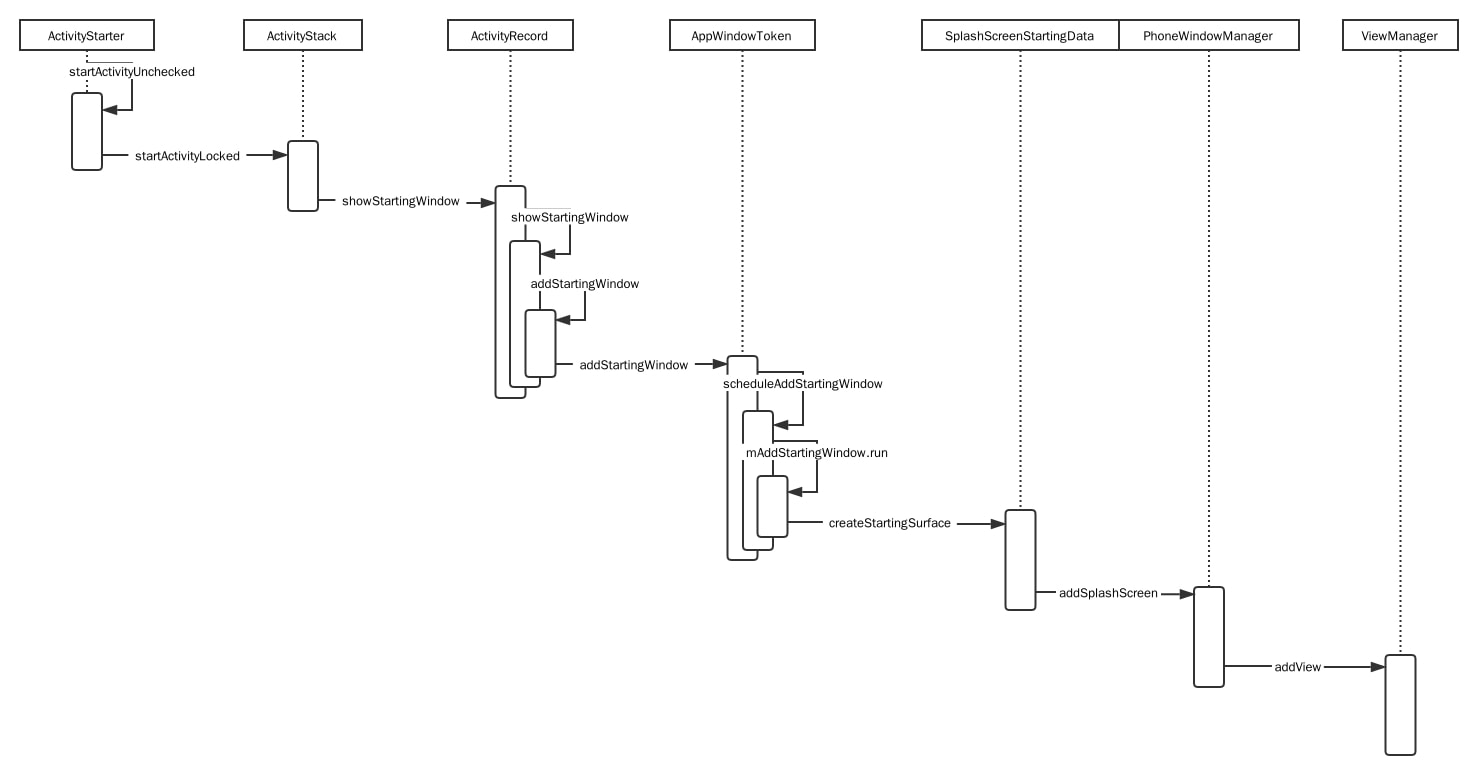 ActivityStarter
ActivityStack
ActivityRecord
AppWindowToken
SplashScreenStartingData
PhoneWindowManager
ViewManager
startActivityUnchecked
startActivityLocked
showStartingWindow
showStartingWindow
addStartingWindow
addStartingWindow
scheduleAddStartingWindow
mAddStartingWindow.run
createStartingSurface
addSplashScreen
addView